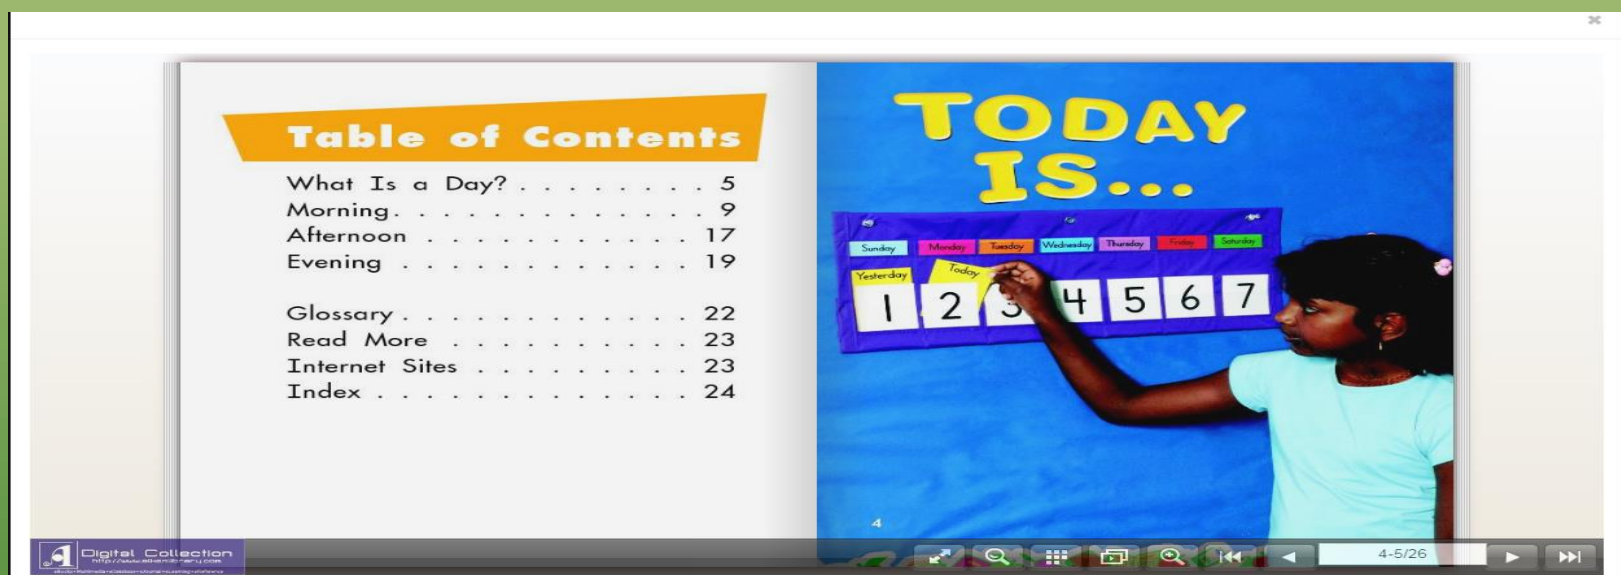 Table of Contents
What Is a Day? . . . . . . . . 5
Morning. . . . . . . . . . . . . 9
Afternoon . . . . . . . . . . . 17
Evening . . . . . . . . . . . . 19
Glossary . . . . . . . . . . . . 22
Read More . . . . . . . . . . 23
Internet Sites . . . . . . . . . 23
Index . . . . . . . . . . . . . 24
TODAY
IS...
Sunday Monday Tuesday Wednesday Thursday Friday Saturday
Yesterday Today
1 2 3 4 5 6 7
4
Digital Collection
4-5/26